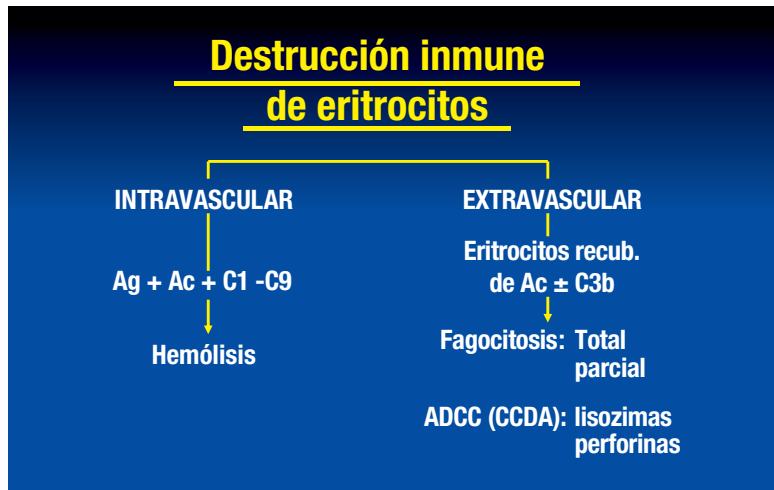 Destrucción inmune
de eritrocitos
INTRAVASCULAR
Ag + Ac + C1 -C9
Hemólisis
EXTRAVASCULAR
Eritrocitos recub.
de Ac ± C3b
Fagocitosis: Total
parcial
ADCC (CCDA): lisozimas
perforinas